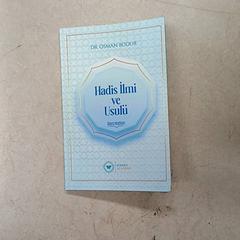 DR. OSMAN BODUR
Hadis İlmi
ve
Usulü